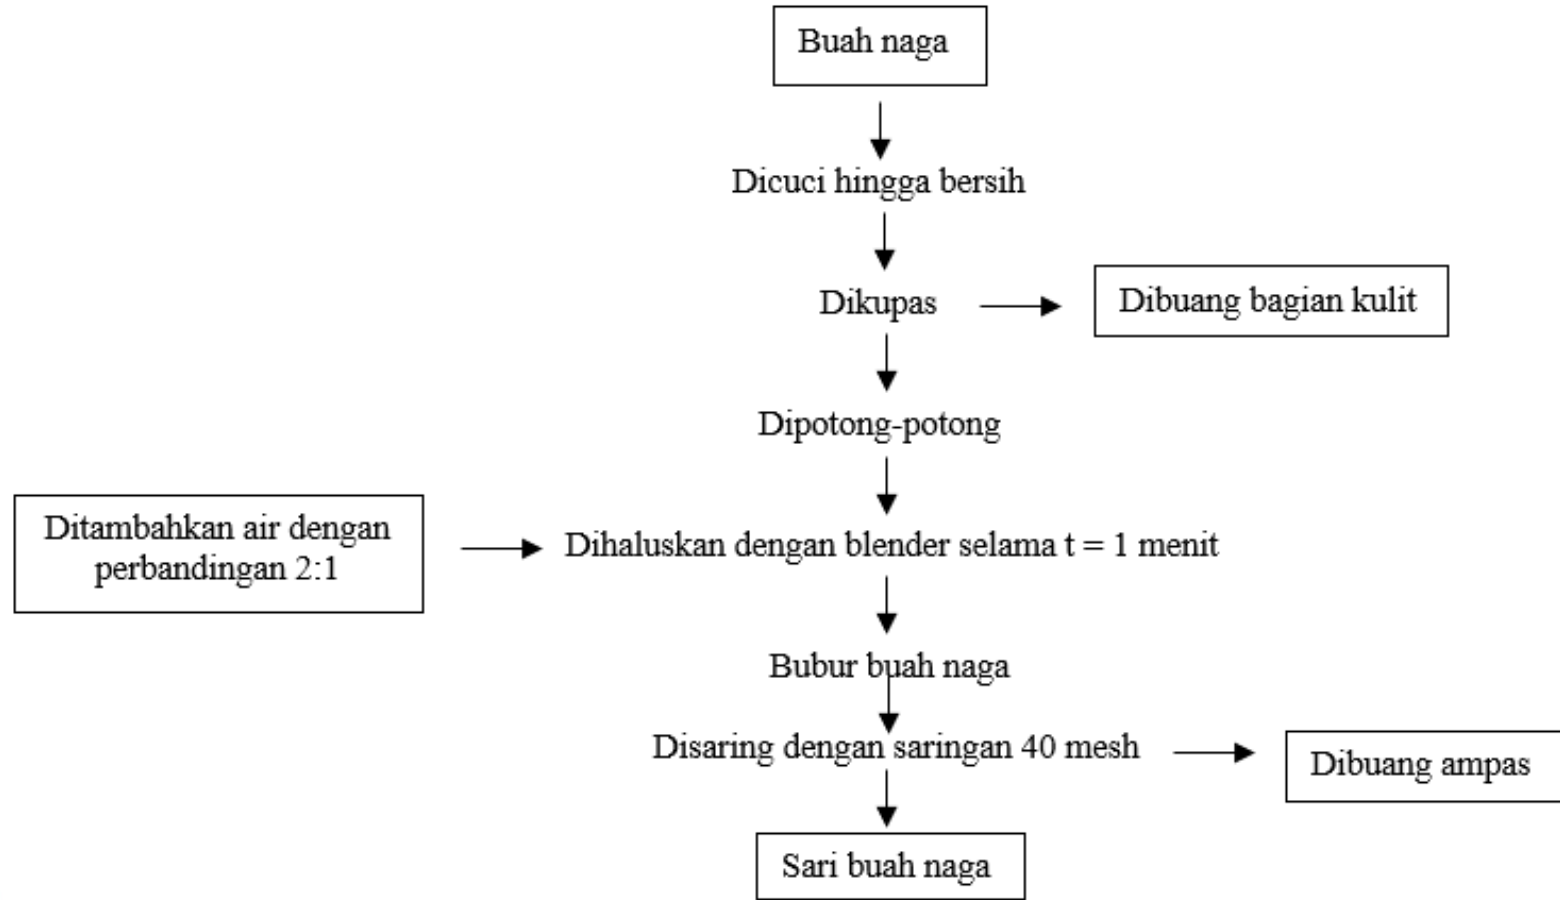 Buah naga
Dicuci hingga bersih
Dikupas
Dibuang bagian kulit
Dipotong-potong
Ditambahkan air dengan
perbandingan 2:1
Dihaluskan dengan blender selama t = 1 menit
Bubur buah naga
Disaring dengan saringan 40 mesh
Dibuang ampas
Sari buah naga